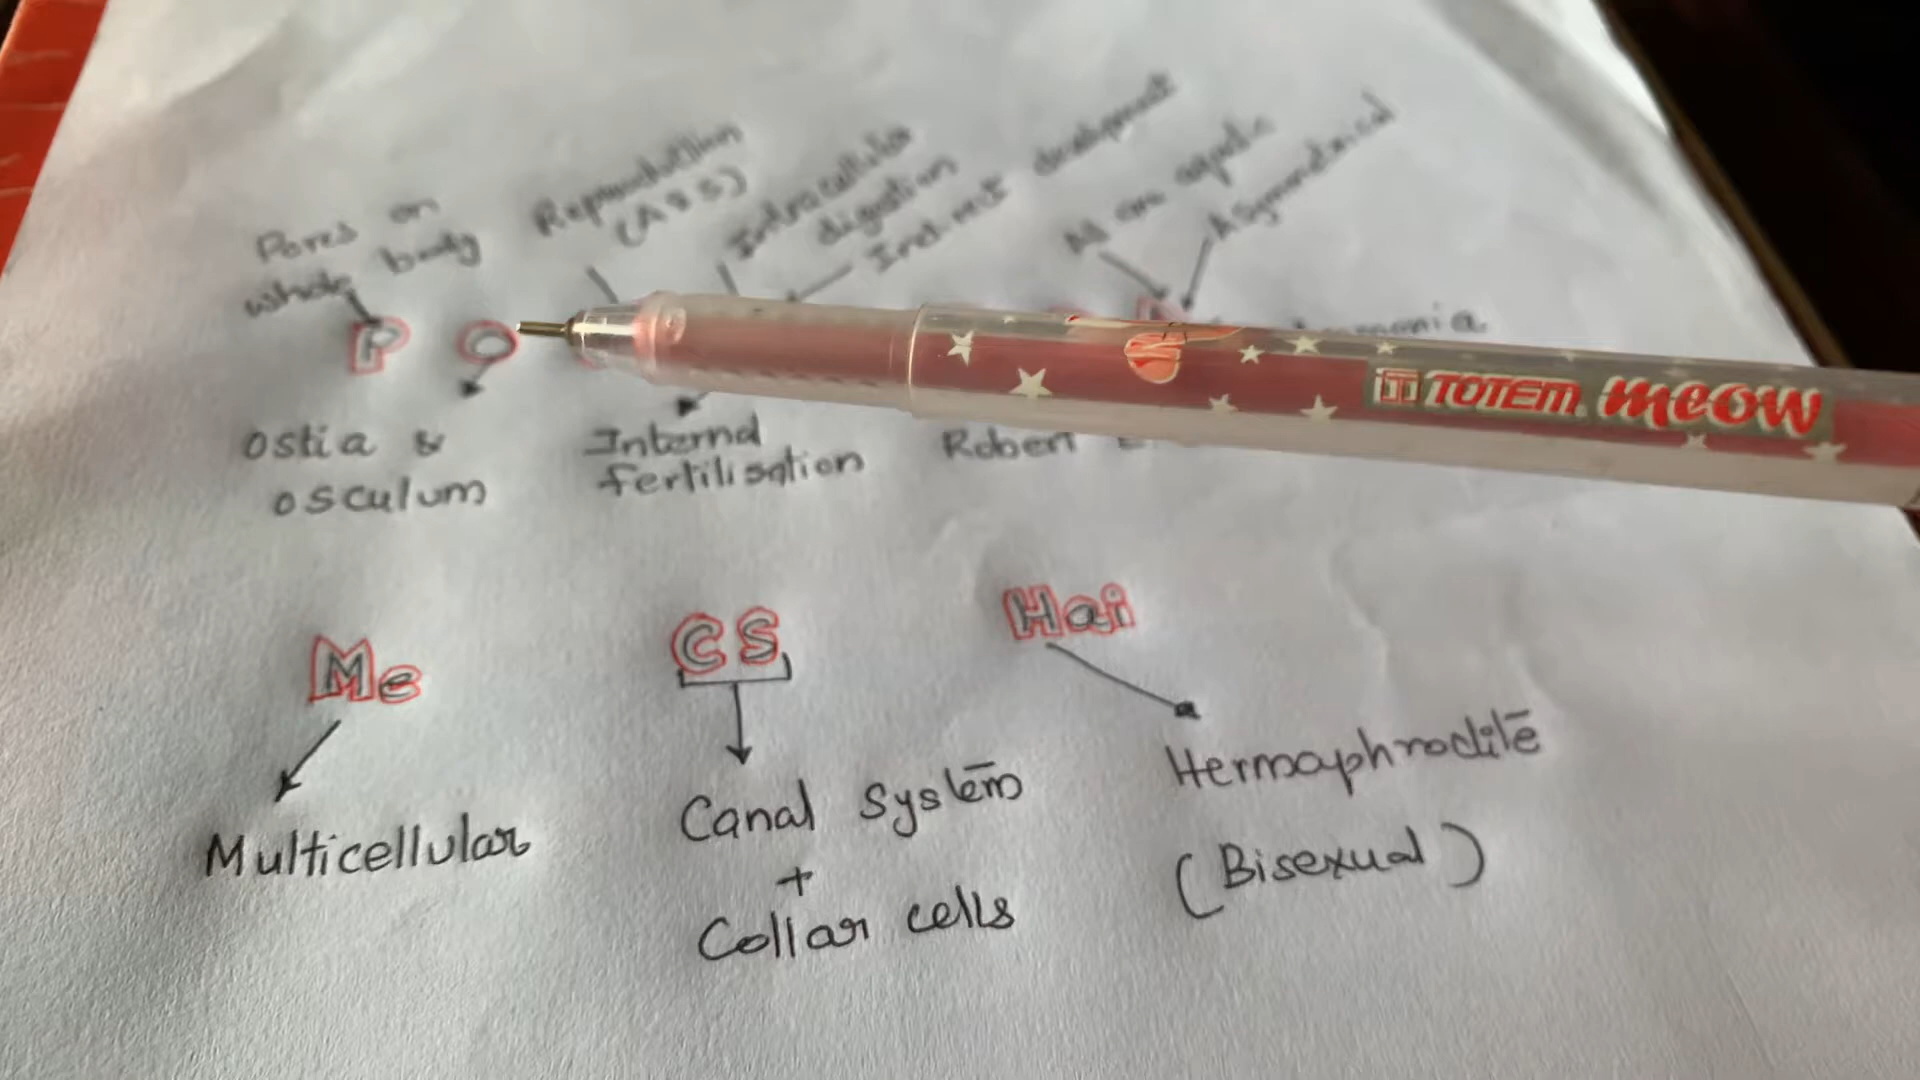 Pores on
whole body
Reproduction
(A & S)
Intracellular
digestion
Indirect development
All are aquatic
Asymmetrical
P O
TOTEM meow
Ostia &
osculum
Internal
fertilisation
Robert
Me CS Hai
Multicellular
Canal System
+
Collar cells
Hermaphrodite
(Bisexual)